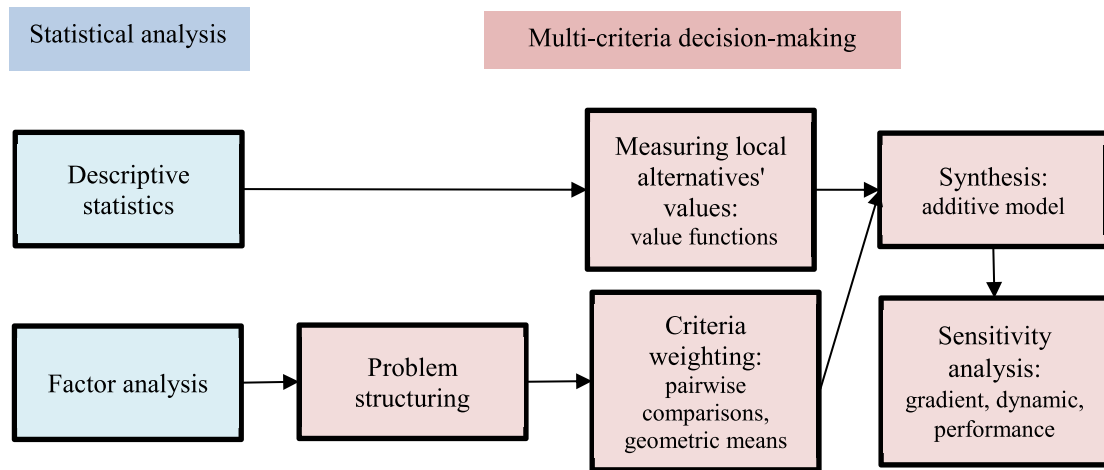 Statistical analysis
Multi-criteria decision-making
Descriptive
statistics
Measuring local
alternatives'
values:
value functions
Synthesis:
additive model
Factor analysis
Problem
structuring
Criteria
weighting:
pairwise
comparisons,
geometric means
Sensitivity
analysis:
gradient, dynamic,
performance